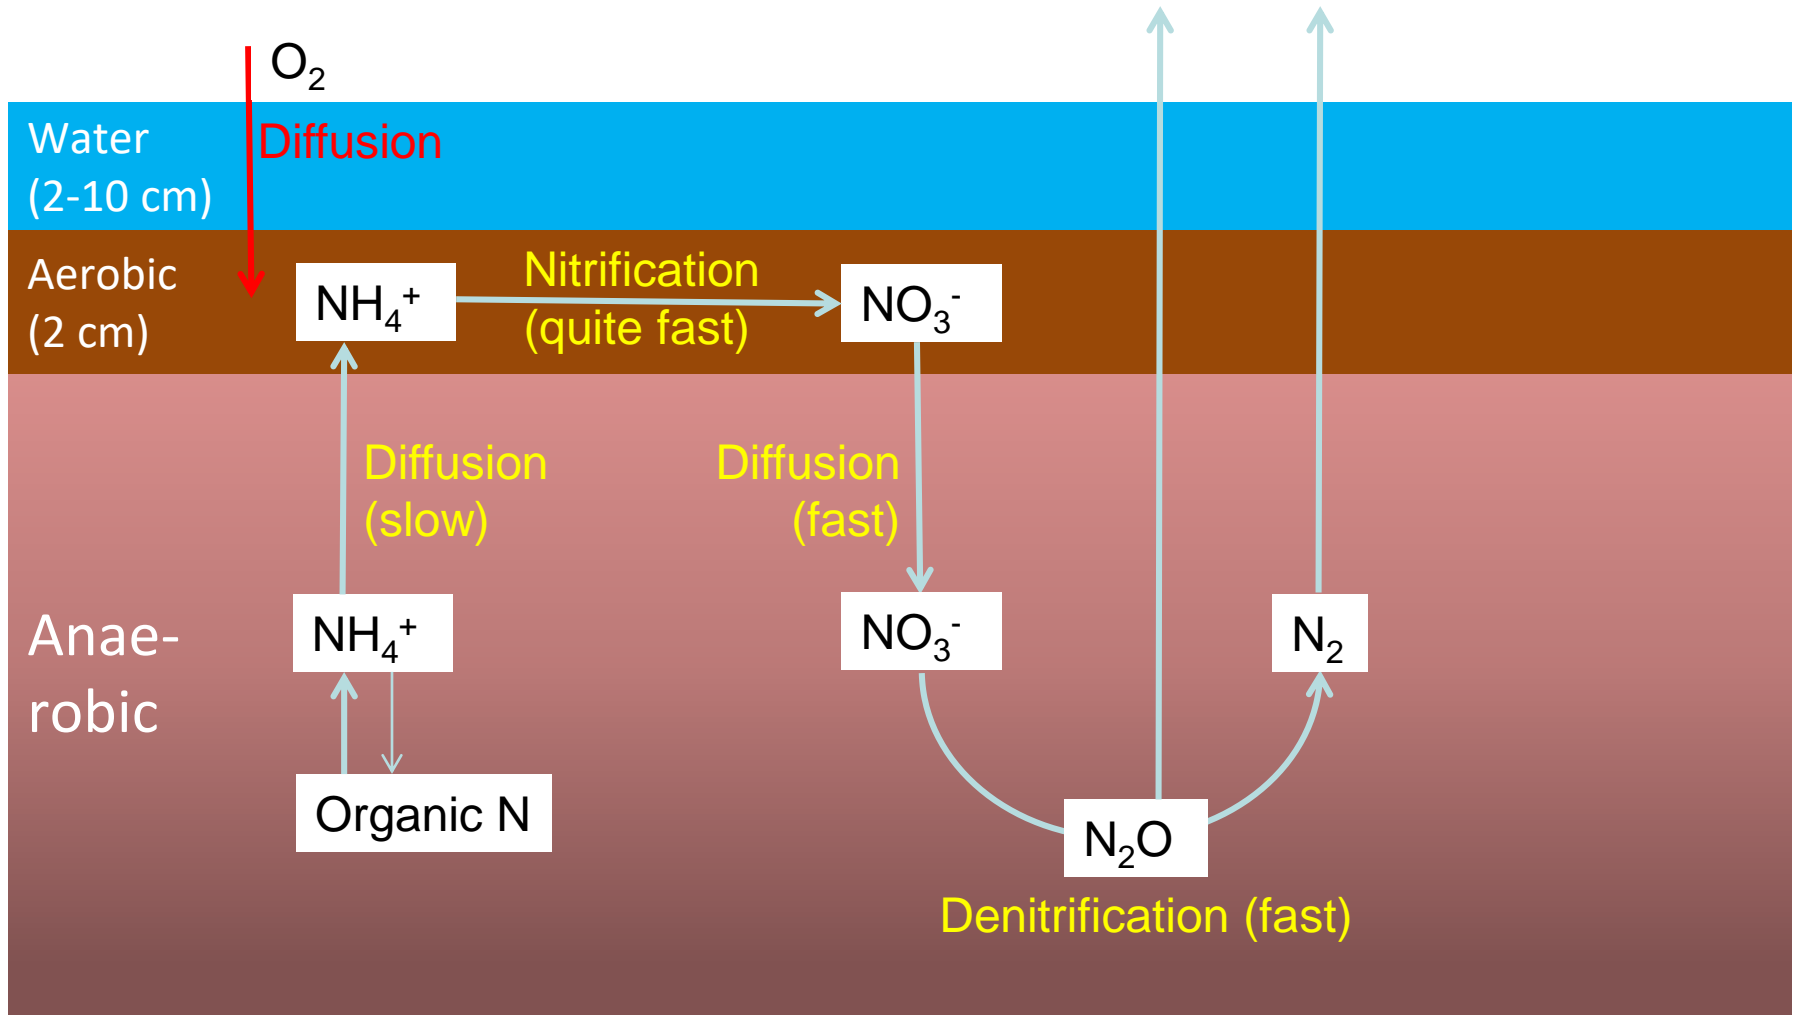 O₂
Water
(2-10 cm)
Diffusion
Aerobic
(2 cm)
NH₄⁺
Nitrification
(quite fast)
NO₃⁻
Diffusion
(slow)
Diffusion
(fast)
Anae-
robic
NH₄⁺
NO₃⁻
N₂
Organic N
N₂O
Denitrification (fast)